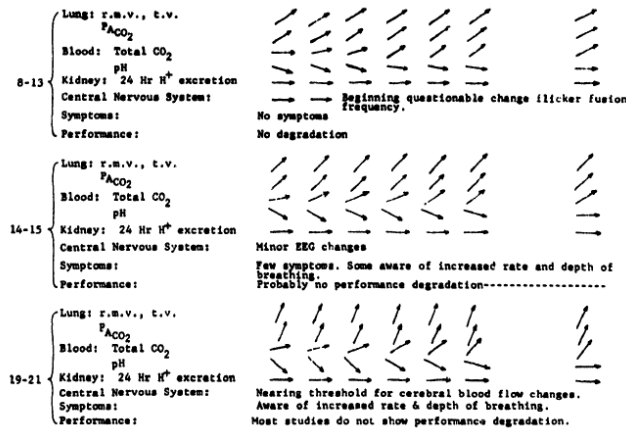 Lung: r.m.v., t.v.
PACO2
Blood: Total CO2
pH
8-13
Kidney: 24 Hr H+ excretion
Central Nervous System: Beginning questionable change ilicker fusion
frequency.
Symptoms: No symptoms
Performance: No degradation
Lung: r.m.v., t.v.
PACO2
Blood: Total CO2
pH
14-15
Kidney: 24 Hr H+ excretion
Central Nervous System: Minor EEG changes
Symptoms: Few symptoms. Some aware of increased rate and depth of
breathing.
Performance: Probably no performance degradation--------------------
Lung: r.m.v., t.v.
PACO2
Blood: Total CO2
pH
19-21
Kidney: 24 Hr H+ excretion
Central Nervous System: Nearing threshold for cerebral blood flow changes.
Symptoms: Aware of increased rate & depth of breathing.
Performance: Most studies do not show performance degradation.